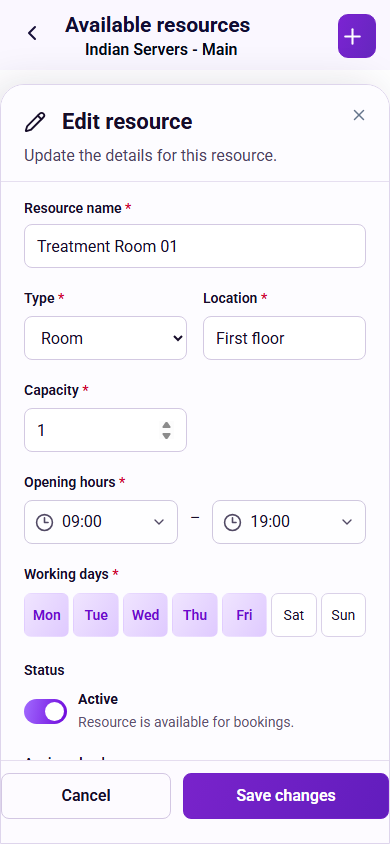 Available resources
Indian Servers - Main
Edit resource
Update the details for this resource.
Resource name *
Treatment Room 01
Type * Location *
Room First floor
Capacity *
1
Opening hours *
09:00 – 19:00
Working days *
Mon Tue Wed Thu Fri Sat Sun
Status
Active
Resource is available for bookings.
Cancel Save changes